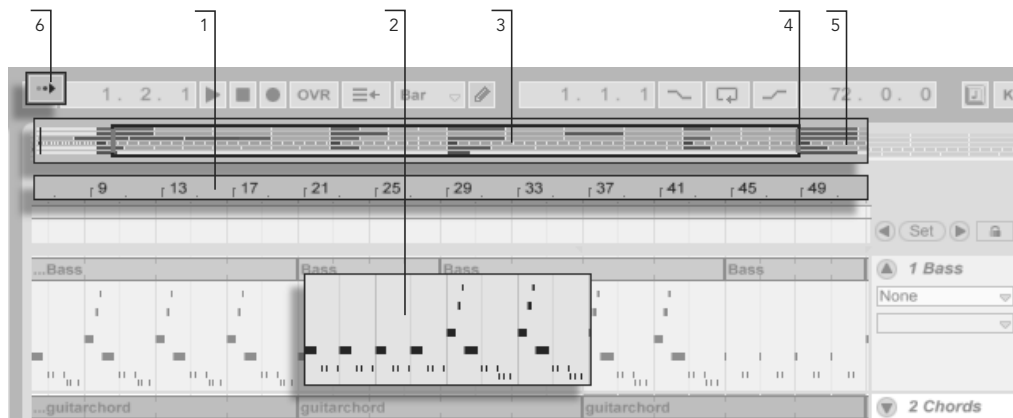 6 1 2 3 4 5
1. 2. 1 OVR Bar 1. 1. 1 72. 0. 0 K
9 13 17 21 25 29 33 37 41 45 49
Set
...Bass Bass Bass Bass 1 Bass
None
...guitarchord guitarchord guitarchord 2 Chords